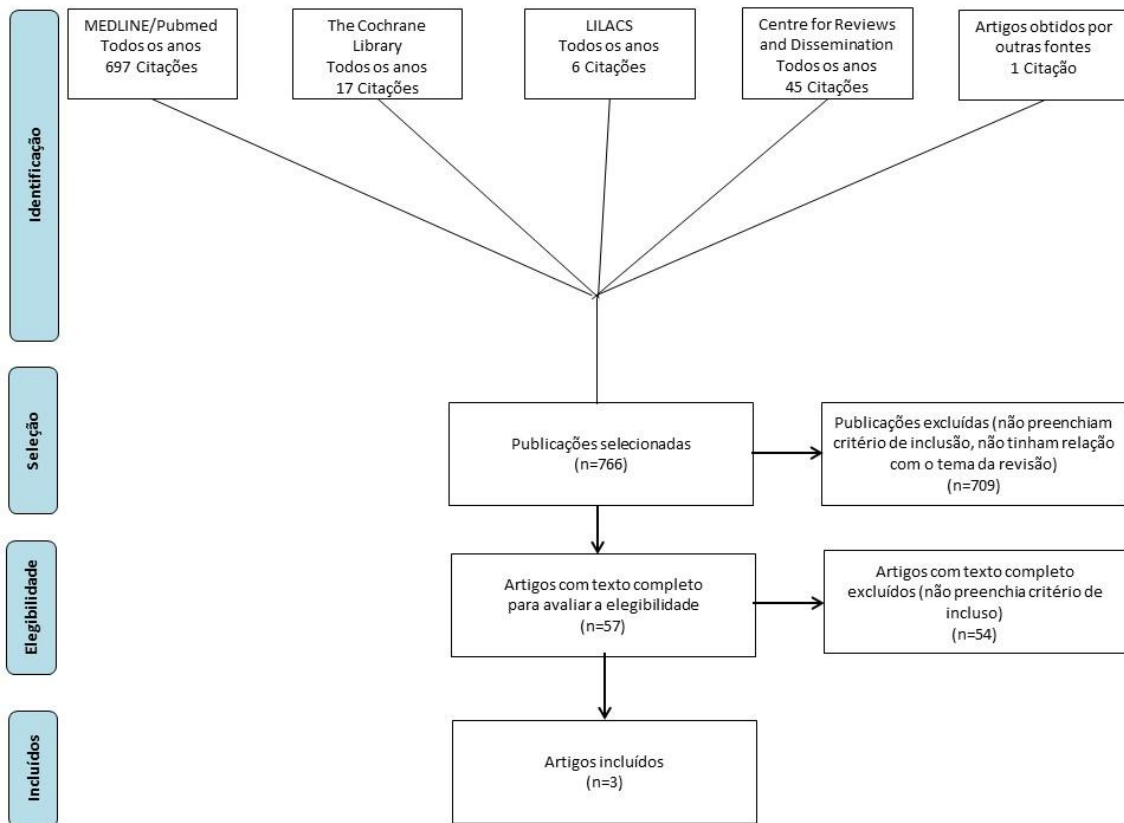 MEDLINE/Pubmed
Todos os anos
697 Citações
The Cochrane
Library
Todos os anos
17 Citações
LILACS
Todos os anos
6 Citações
Centre for Reviews
and Dissemination
Todos os anos
45 Citações
Artigos obtidos por
outras fontes
1 Citação
Identificação
Seleção
Publicações selecionadas
(n=766)
Publicações excluídas (não preenchiam
critério de inclusão, não tinham relação
com o tema da revisão)
(n=709)
Elegibilidade
Artigos com texto completo
para avaliar a elegibilidade
(n=57)
Artigos com texto completo
excluídos (não preenchia critério de
incluso)
(n=54)
Incluídos
Artigos incluídos
(n=3)